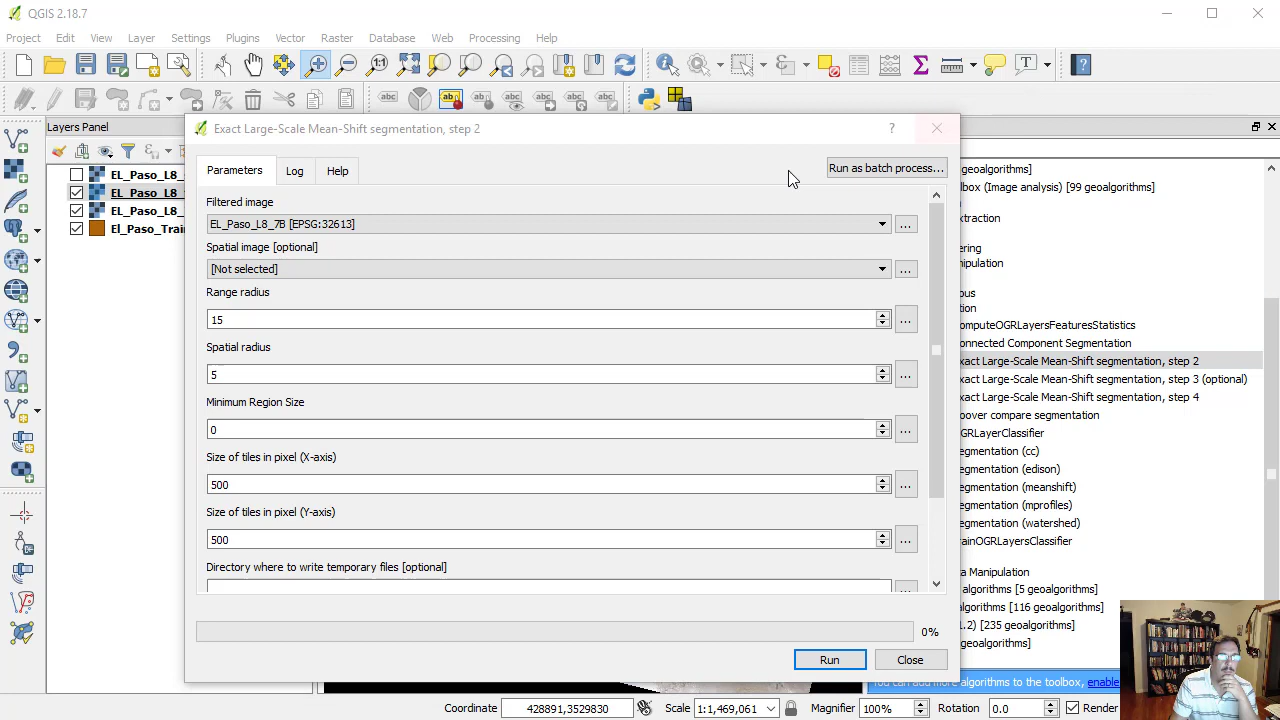 QGIS 2.18.7
Project Edit View Layer Settings Plugins Vector Raster Database Web Processing Help
Layers Panel
EL_Paso_L8_
EL_Paso_L8_
EL_Paso_L8_
El_Paso_Trai
Exact Large-Scale Mean-Shift segmentation, step 2
Parameters Log Help
Run as batch process...
Filtered image
EL_Paso_L8_7B [EPSG:32613]
Spatial image [optional]
[Not selected]
Range radius
15
Spatial radius
5
Minimum Region Size
0
Size of tiles in pixel (X-axis)
500
Size of tiles in pixel (Y-axis)
500
Directory where to write temporary files [optional]
0%
Run Close
geoalgorithms]
lbox (Image analysis) [99 geoalgorithms]
xtraction
ering
nipulation
ous
ion
omputeOGRLayersFeaturesStatistics
onnected Component Segmentation
xact Large-Scale Mean-Shift segmentation, step 2
xact Large-Scale Mean-Shift segmentation, step 3 (optional)
xact Large-Scale Mean-Shift segmentation, step 4
oover compare segmentation
GRLayerClassifier
egmentation (cc)
egmentation (edison)
egmentation (meanshift)
egmentation (mprofiles)
egmentation (watershed)
rainOGRLayersClassifier
a Manipulation
algorithms [5 geoalgorithms]
gorithms [116 geoalgorithms]
1.2) [235 geoalgorithms]
geoalgorithms]
You can add more algorithms to the toolbox, enable
Coordinate 428891,3529830 Scale 1:1,469,061 Magnifier 100% Rotation 0.0 Render